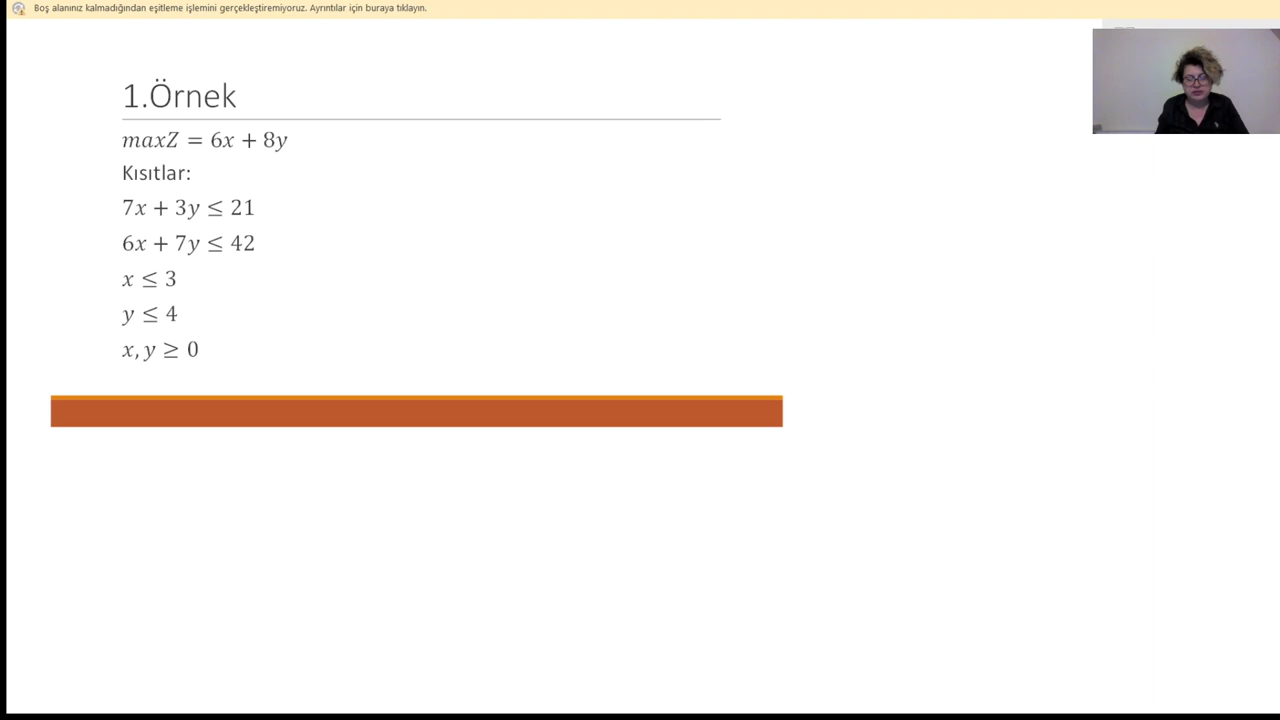 Boş alanınız kalmadığından eşitleme işlemini gerçekleştiremiyoruz. Ayrıntılar için buraya tıklayın.
1.Örnek
maxZ = 6x + 8y
Kısıtlar:
7x + 3y ≤ 21
6x + 7y ≤ 42
x ≤ 3
y ≤ 4
x, y ≥ 0